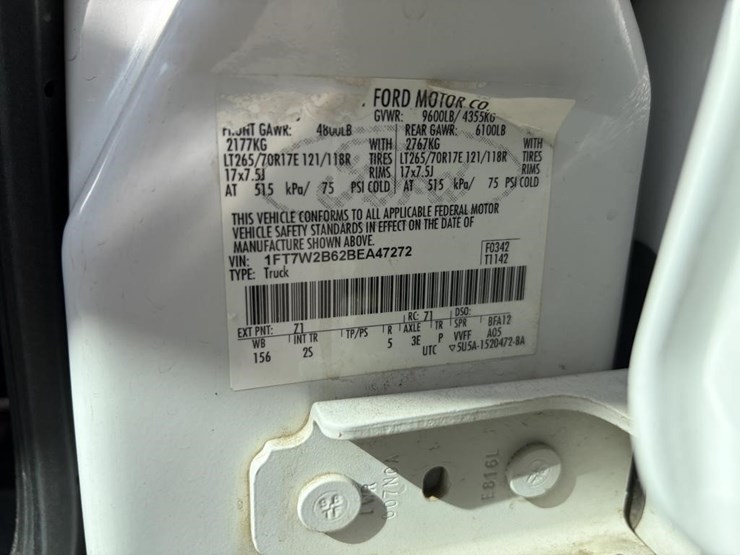 FORD MOTOR CO.
GVWR: 9600LB/ 4355KG
FRONT GAWR: 4800LB
2177KG WITH
LT265/70R17E 121/118R TIRES
17x7.5J RIMS
AT 515 kPa/ 75 PSI COLD
REAR GAWR: 6100LB
2767KG WITH
LT265/70R17E 121/118R TIRES
17x7.5J RIMS
AT 515 kPa/ 75 PSI COLD
THIS VEHICLE CONFORMS TO ALL APPLICABLE FEDERAL MOTOR
VEHICLE SAFETY STANDARDS IN EFFECT ON THE DATE OF
MANUFACTURE SHOWN ABOVE.
VIN: 1FT7W2B62BEA47272
TYPE: Truck
F0342
T1142
EXT PNT: Z1 RC: 71 DSO:
WB INT TR TP/PS R AXLE TR SPR BFA12
156 2S 5 3E P VVFF A05
UTC ▽5U5A-1520472-BA
LWR
E816L